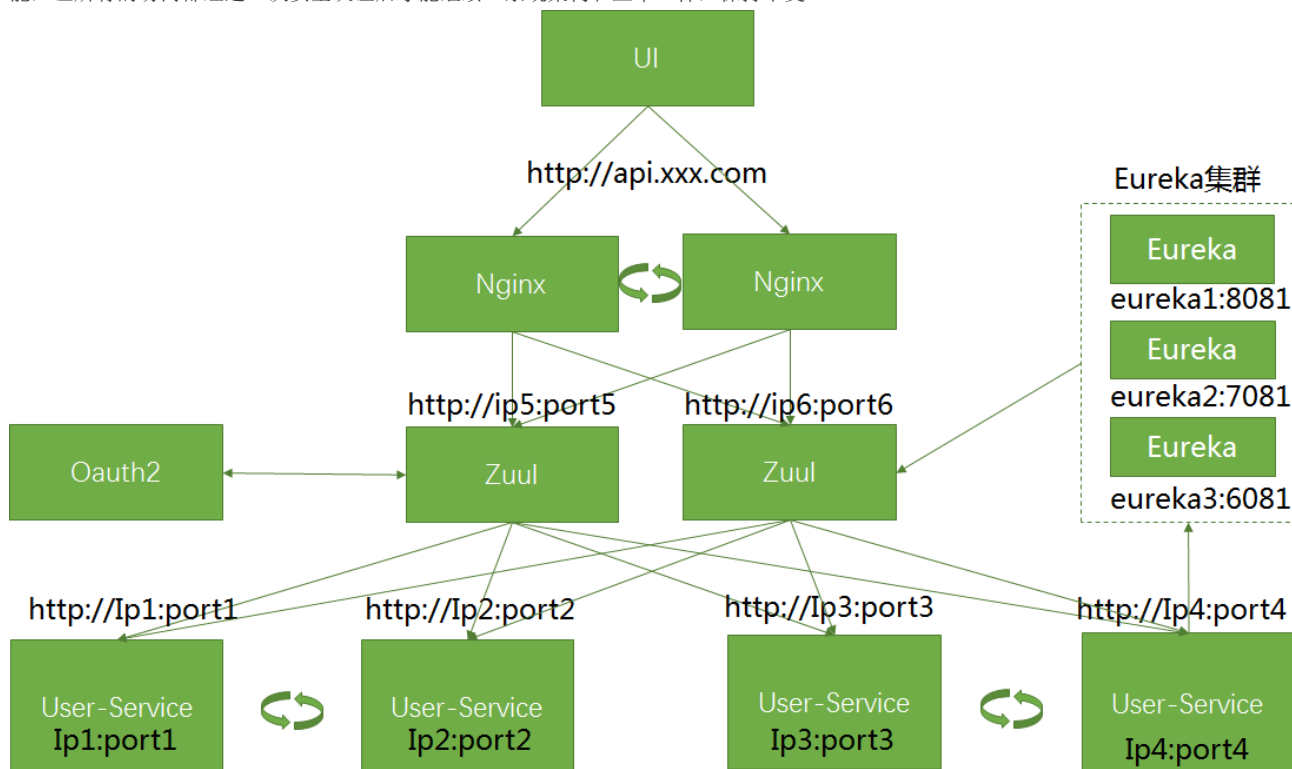 UI
http://api.xxx.com
Eureka集群
Nginx
Nginx
Eureka
eureka1:8081
Eureka
eureka2:7081
Eureka
eureka3:6081
http://ip5:port5
http://ip6:port6
Oauth2
Zuul
Zuul
http://Ip1:port1
http://Ip2:port2
http://Ip3:port3
http://Ip4:port4
User-Service
Ip1:port1
User-Service
Ip2:port2
User-Service
Ip3:port3
User-Service
Ip4:port4